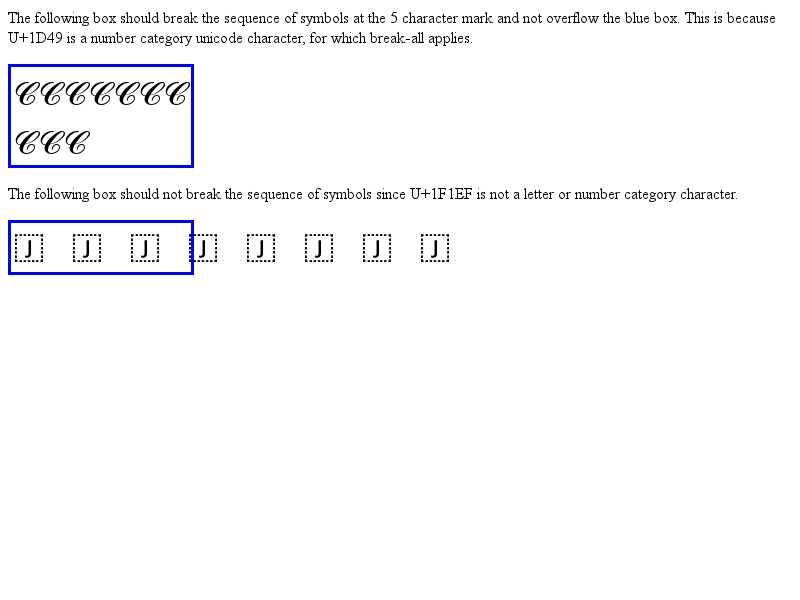 The following box should break the sequence of symbols at the 5 character mark and not overflow the blue box. This is because
U+1D49 is a number category unicode character, for which break-all applies.
𝒞𝒞𝒞𝒞𝒞𝒞𝒞
𝒞𝒞𝒞
The following box should not break the sequence of symbols since U+1F1EF is not a letter or number category character.
🇯 🇯 🇯 🇯 🇯 🇯 🇯 🇯